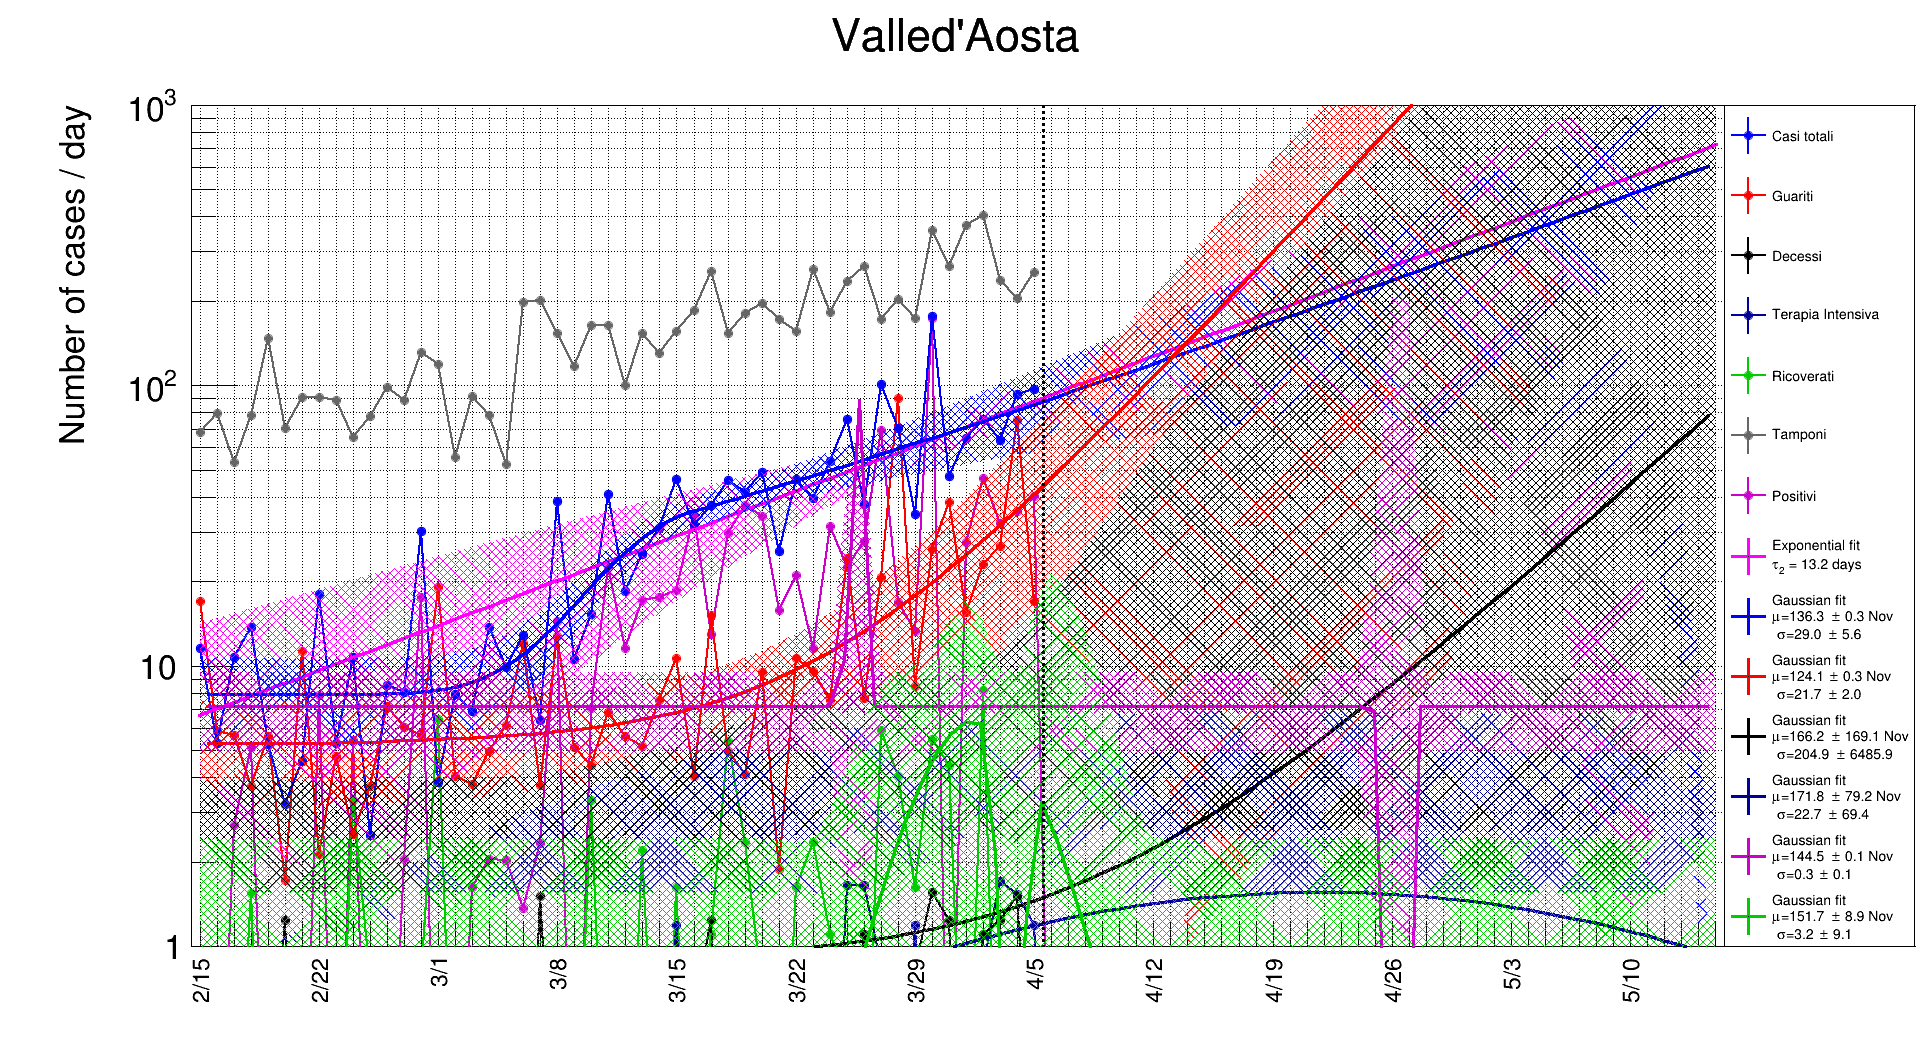 Valled'Aosta
Number of cases / day
10³
10²
10
1
2/15
2/22
3/1
3/8
3/15
3/22
3/29
4/5
4/12
4/19
4/26
5/3
5/10
Casi totali
Guariti
Decessi
Terapia Intensiva
Ricoverati
Tamponi
Positivi
Exponential fit
τ₂ = 13.2 days
Gaussian fit
μ=136.3 ± 0.3 Nov
σ=29.0 ± 5.6
Gaussian fit
μ=124.1 ± 0.3 Nov
σ=21.7 ± 2.0
Gaussian fit
μ=166.2 ± 169.1 Nov
σ=204.9 ± 6485.9
Gaussian fit
μ=171.8 ± 79.2 Nov
σ=22.7 ± 69.4
Gaussian fit
μ=144.5 ± 0.1 Nov
σ=0.3 ± 0.1
Gaussian fit
μ=151.7 ± 8.9 Nov
σ=3.2 ± 9.1